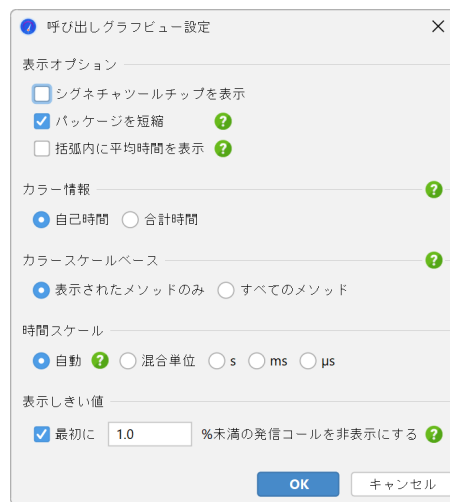 呼び出しグラフビュー設定
表示オプション
シグネチャツールチップを表示
パッケージを短縮 ?
括弧内に平均時間を表示 ?
カラー情報 ?
自己時間 合計時間
カラースケールベース ?
表示されたメソッドのみ すべてのメソッド
時間スケール
自動 ? 混合単位 s ms µs
表示しきい値
最初に 1.0 %未満の発信コールを非表示にする ?
OK キャンセル